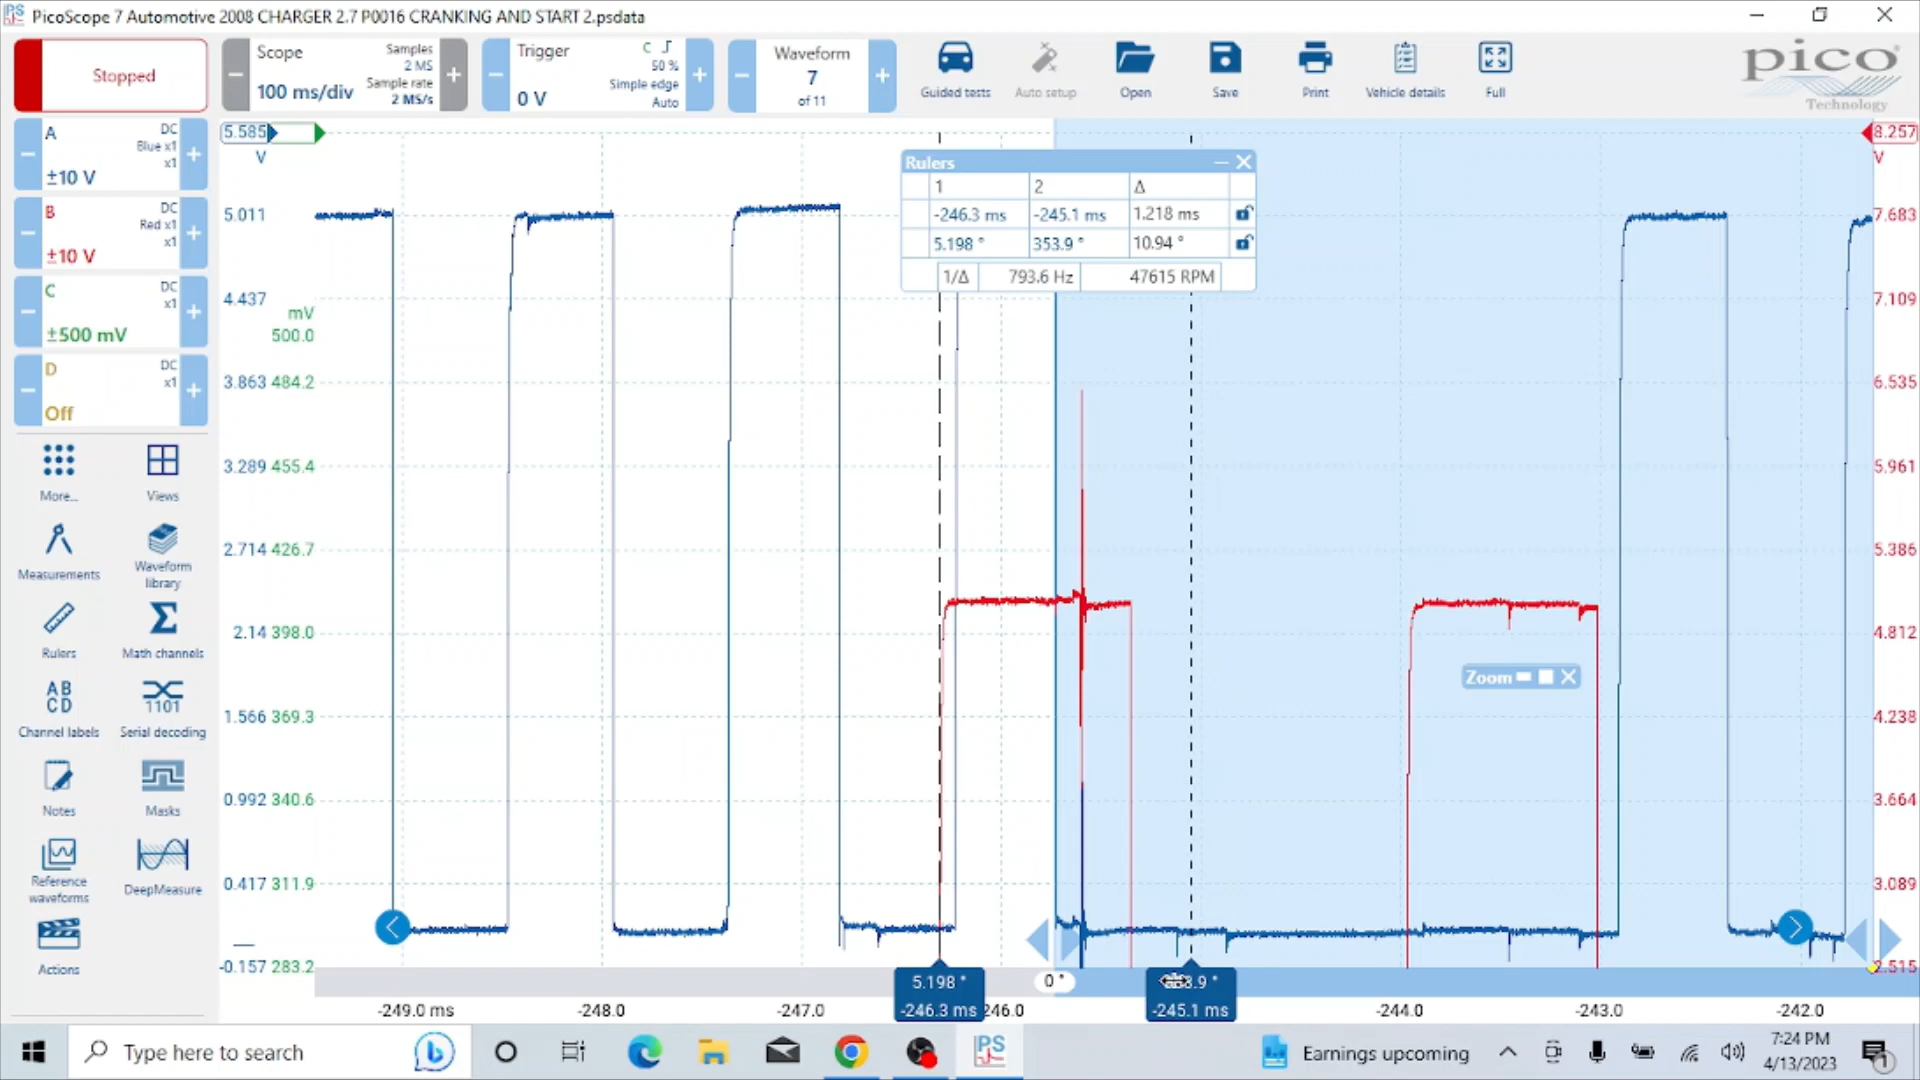 PicoScope 7 Automotive 2008 CHARGER 2.7 P0016 CRANKING AND START 2.psdata
Stopped
Scope
100 ms/div
Samples
2 MS
Sample rate
2 MS/s
Trigger
0 V
C
50 %
Simple edge
Auto
Waveform
7
of 11
Guided tests
Auto setup
Open
Save
Print
Vehicle details
Full
pico
Technology
A
DC
Blue x1
x1
±10 V
B
DC
Red x1
x1
±10 V
C
DC
x1
±500 mV
D
DC
x1
Off
More...
Views
Measurements
Waveform library
Rulers
Math channels
AB
CD
Channel labels
1101
Serial decoding
Notes
Masks
Reference waveforms
DeepMeasure
Actions
5.585
V
5.011
4.437
3.863
3.289
2.714
2.14
1.566
0.992
0.417
-0.157
mV
500.0
484.2
455.4
426.7
398.0
369.3
340.6
311.9
283.2
Rulers
1 2 Δ
-246.3 ms -245.1 ms 1.218 ms
5.198 ° 353.9 ° 10.94 °
1/Δ 793.6 Hz 47615 RPM
Zoom
8.257
V
7.683
7.109
6.535
5.961
5.386
4.812
4.238
3.664
3.089
2.515
5.198 °
-246.3 ms
0 °
-245.1 ms
-249.0 ms
-248.0
-247.0
246.0
-244.0
-243.0
-242.0
Type here to search
PS
Earnings upcoming
7:24 PM
4/13/2023
1